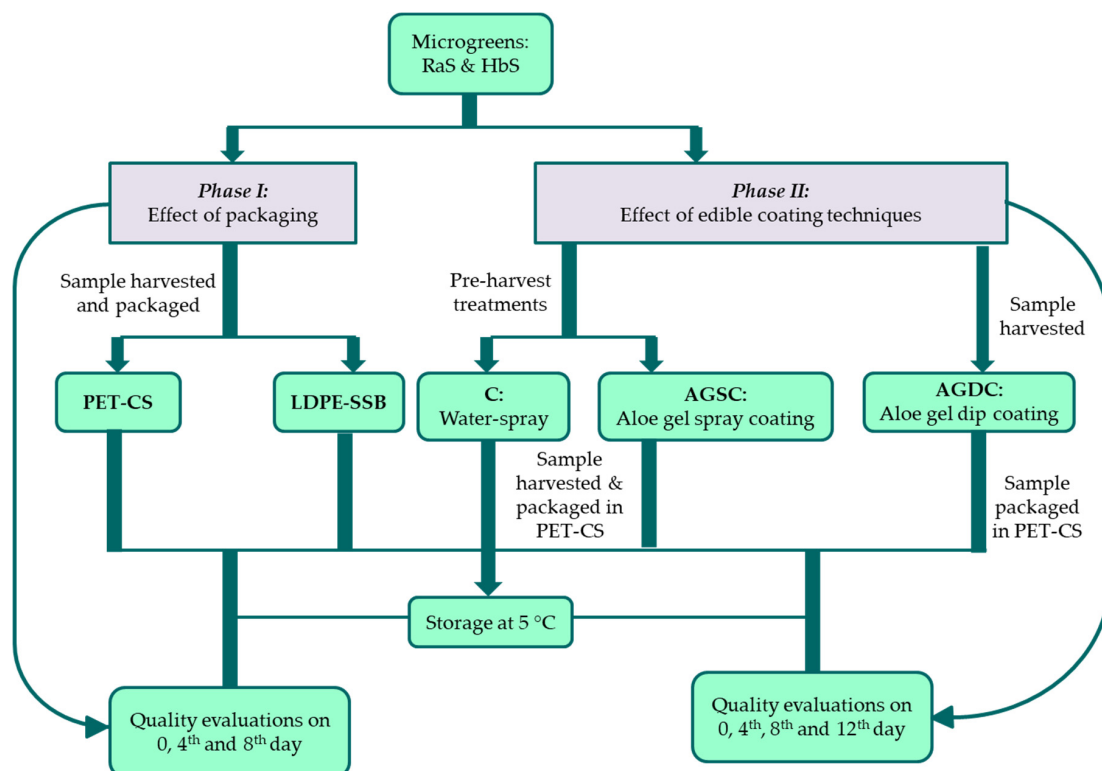 Microgreens:
RaS & HbS
Phase I:
Effect of packaging
Phase II:
Effect of edible coating techniques
Sample harvested
and packaged
Pre-harvest
treatments
Sample
harvested
PET-CS
LDPE-SSB
C:
Water-spray
AGSC:
Aloe gel spray coating
AGDC:
Aloe gel dip coating
Sample
harvested &
packaged in
PET-CS
Sample
packaged
in PET-CS
Storage at 5 °C
Quality evaluations on
0, 4th and 8th day
Quality evaluations on
0, 4th, 8th and 12th day